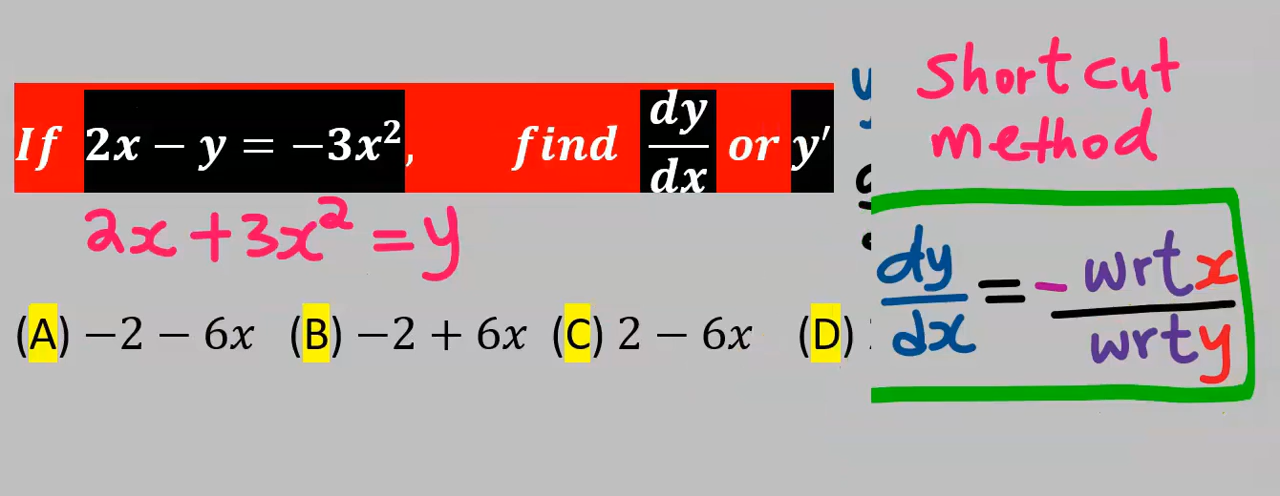 If 2x − y = −3x², find dy/dx or y′
2x + 3x² = y
(A) −2 − 6x (B) −2 + 6x (C) 2 − 6x (D)
Short cut
method
dy/dx = − wrt x / wrt y